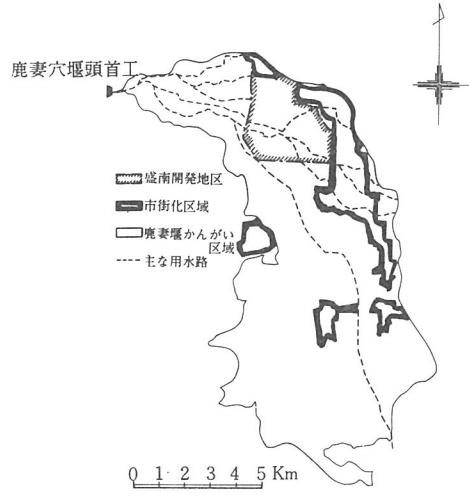 鹿妻穴堰頭首工
盛南開発地区
市街化区域
鹿妻堰かんがい
区域
主な用水路
0 1 2 3 4 5 Km